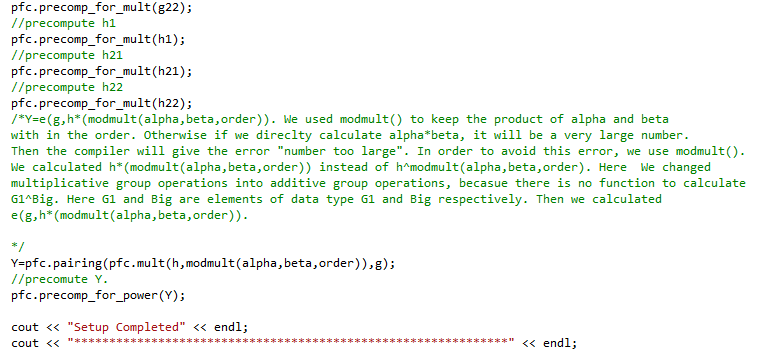 pfc.precomp_for_mult(g22);
//precompute h1
pfc.precomp_for_mult(h1);
//precompute h21
pfc.precomp_for_mult(h21);
//precompute h22
pfc.precomp_for_mult(h22);
/*Y=e(g,h*(modmult(alpha,beta,order)). We used modmult() to keep the product of alpha and beta
with in the order. Otherwise if we direclty calculate alpha*beta, it will be a very large number.
Then the compiler will give the error "number too large". In order to avoid this error, we use modmult().
We calculated h*(modmult(alpha,beta,order)) instead of h^modmult(alpha,beta,order). Here  We changed
multiplicative group operations into additive group operations, becasue there is no function to calculate
G1^Big. Here G1 and Big are elements of data type G1 and Big respectively. Then we calculated
e(g,h*(modmult(alpha,beta,order)).
*/
Y=pfc.pairing(pfc.mult(h,modmult(alpha,beta,order)),g);
//precomute Y.
pfc.precomp_for_power(Y);
cout << "Setup Completed" << endl;
cout << "**************************************************************" << endl;